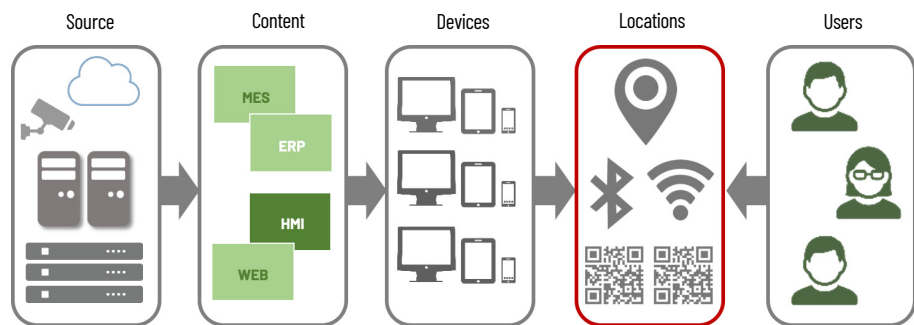 Source
Content
Devices
Locations
Users
MES
ERP
HMI
WEB